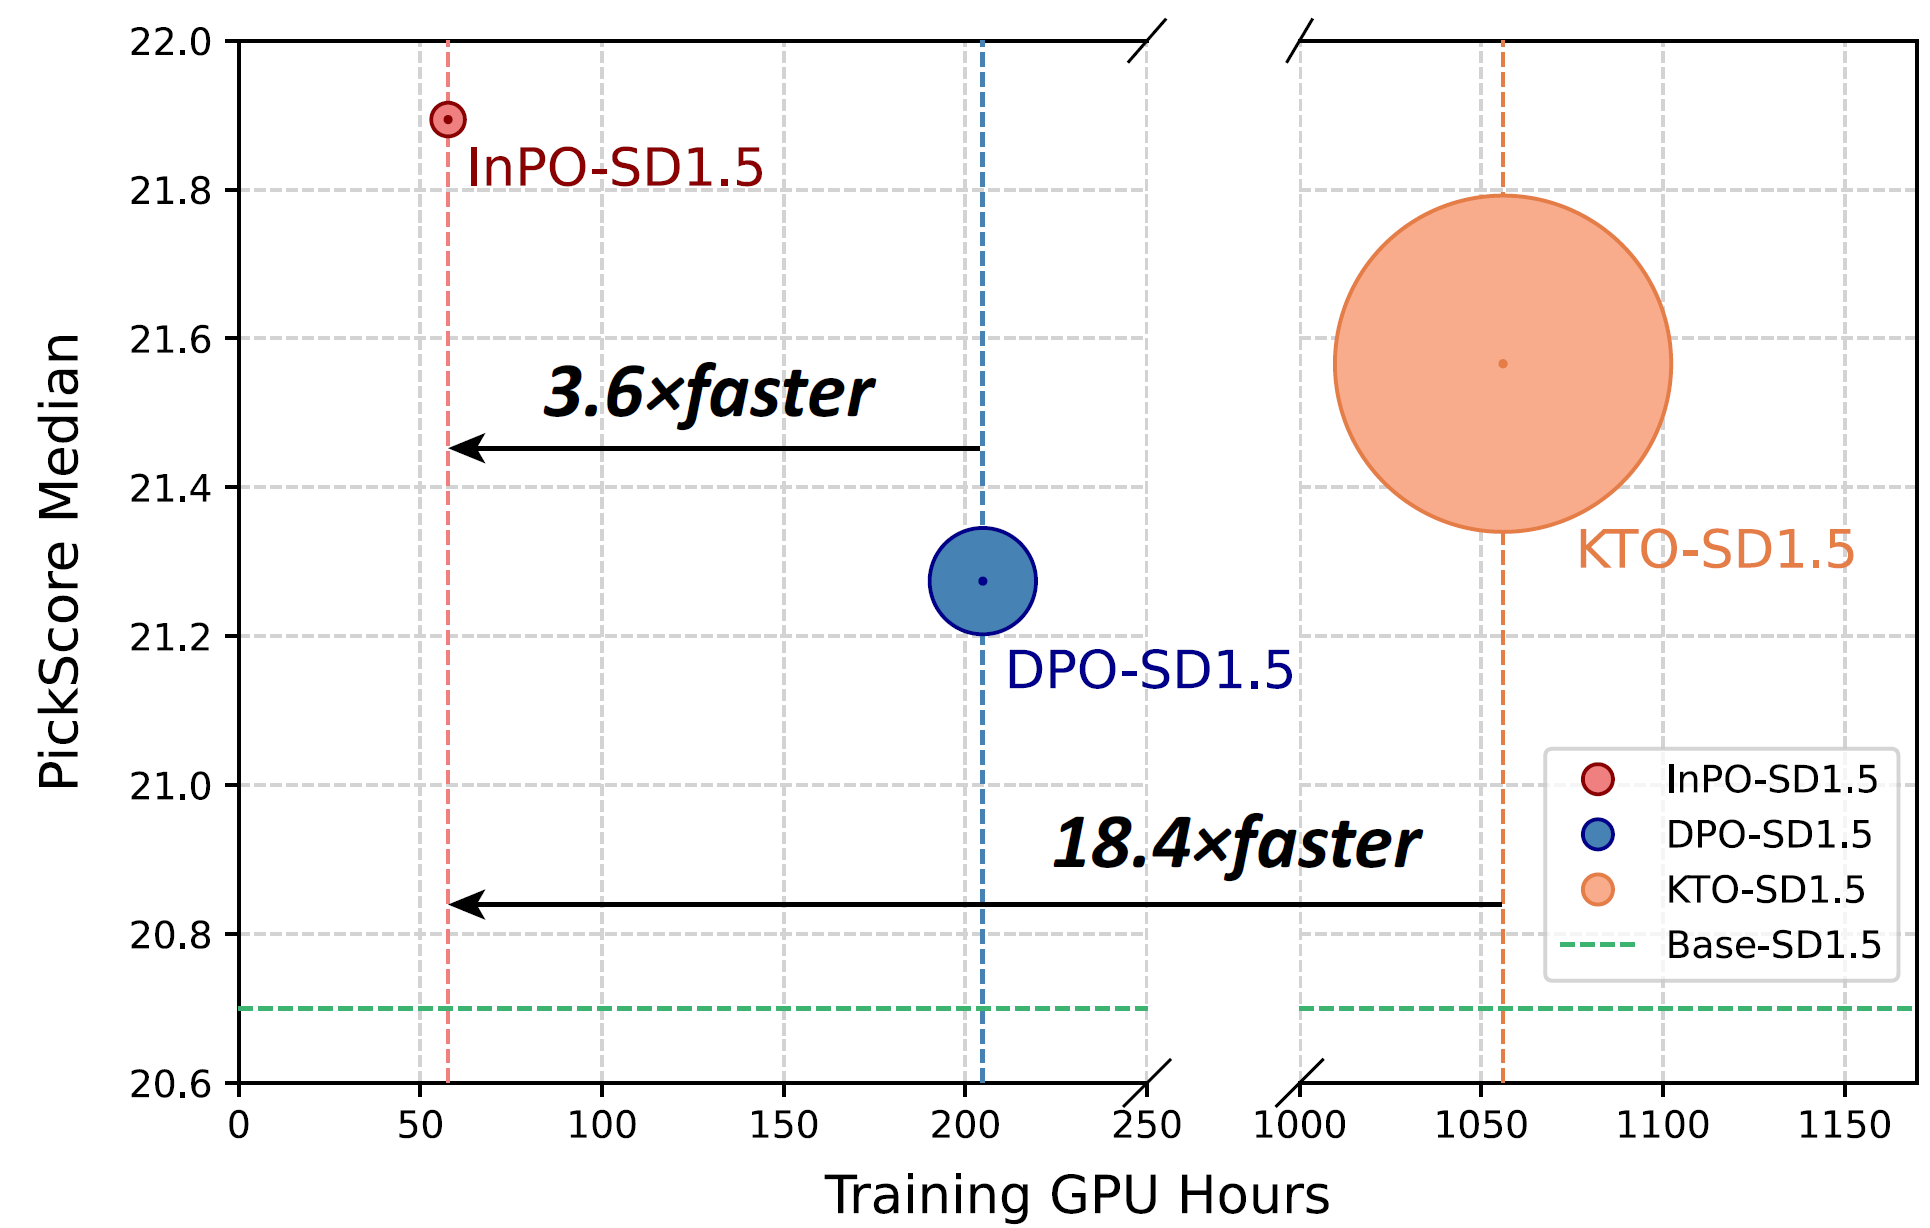 22.0
21.8
21.6
21.4
21.2
21.0
20.8
20.6
PickScore Median
InPO-SD1.5
3.6×faster
KTO-SD1.5
DPO-SD1.5
18.4×faster
InPO-SD1.5
DPO-SD1.5
KTO-SD1.5
Base-SD1.5
0 50 100 150 200 250 1000 1050 1100 1150
Training GPU Hours